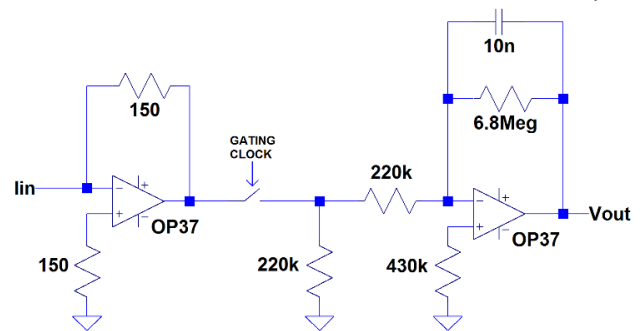 10n
150
6.8Meg
GATING
CLOCK
220k
Iin
-
+
+
-
OP37
-
+
+
-
OP37
Vout
150
220k
430k